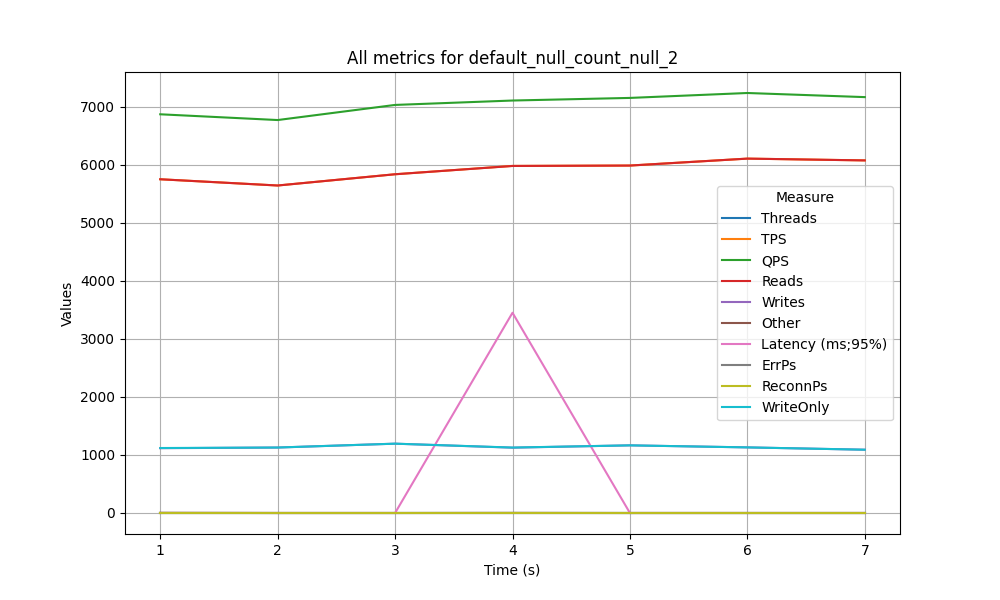 All metrics for default_null_count_null_2
Values
7000
6000
5000
4000
3000
2000
1000
0
Measure
Threads
TPS
QPS
Reads
Writes
Other
Latency (ms;95%)
ErrPs
ReconnPs
WriteOnly
1 2 3 4 5 6 7
Time (s)